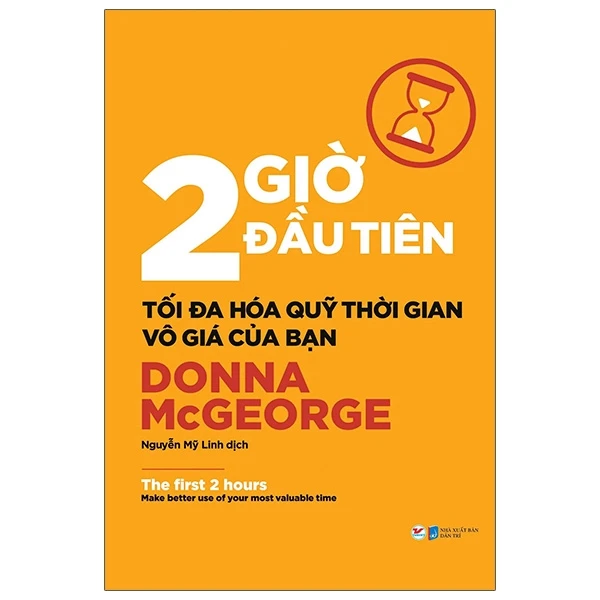 2 GIỜ
ĐẦU TIÊN
TỐI ĐA HÓA QUỸ THỜI GIAN
VÔ GIÁ CỦA BẠN
DONNA
McGEORGE
Nguyễn Mỹ Linh dịch
The first 2 hours
Make better use of your most valuable time
NHÀ XUẤT BẢN
DÂN TRÍ